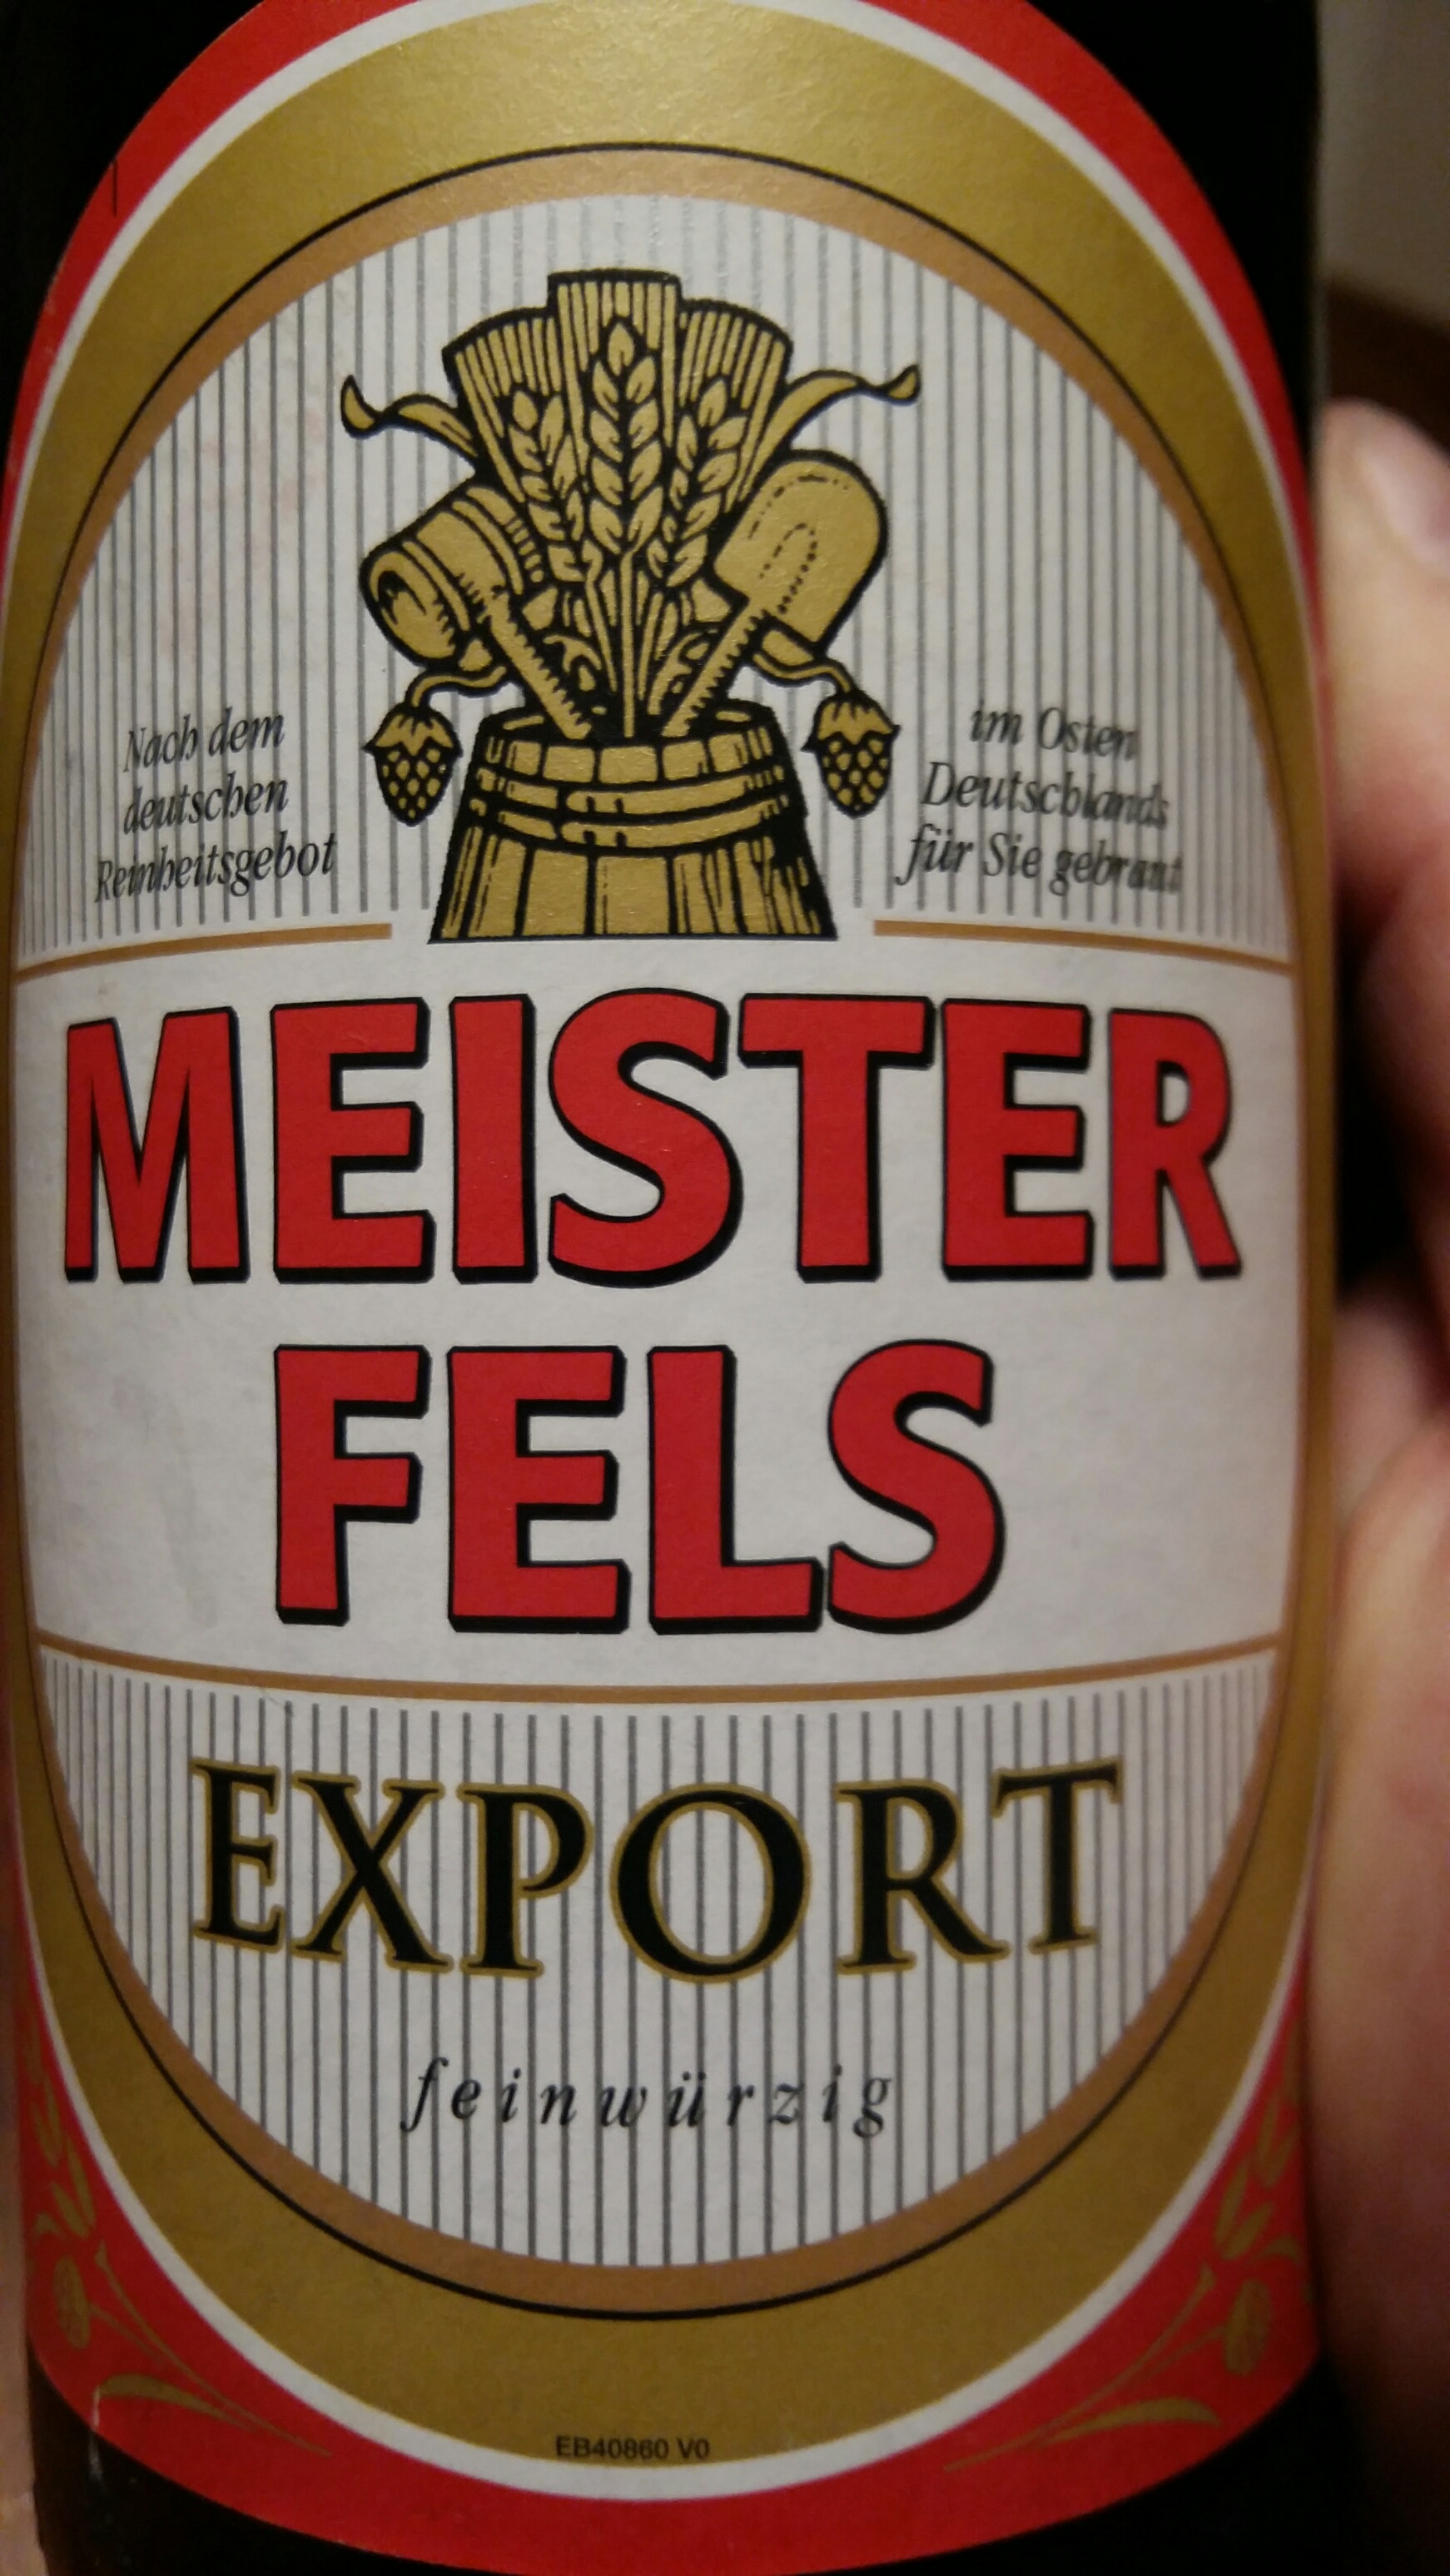 Nach dem
deutschen
Reinheitsgebot
im Osten
Deutschlands
für Sie gebraut
MEISTER
FELS
EXPORT
feinwürzig
EB40860 V0